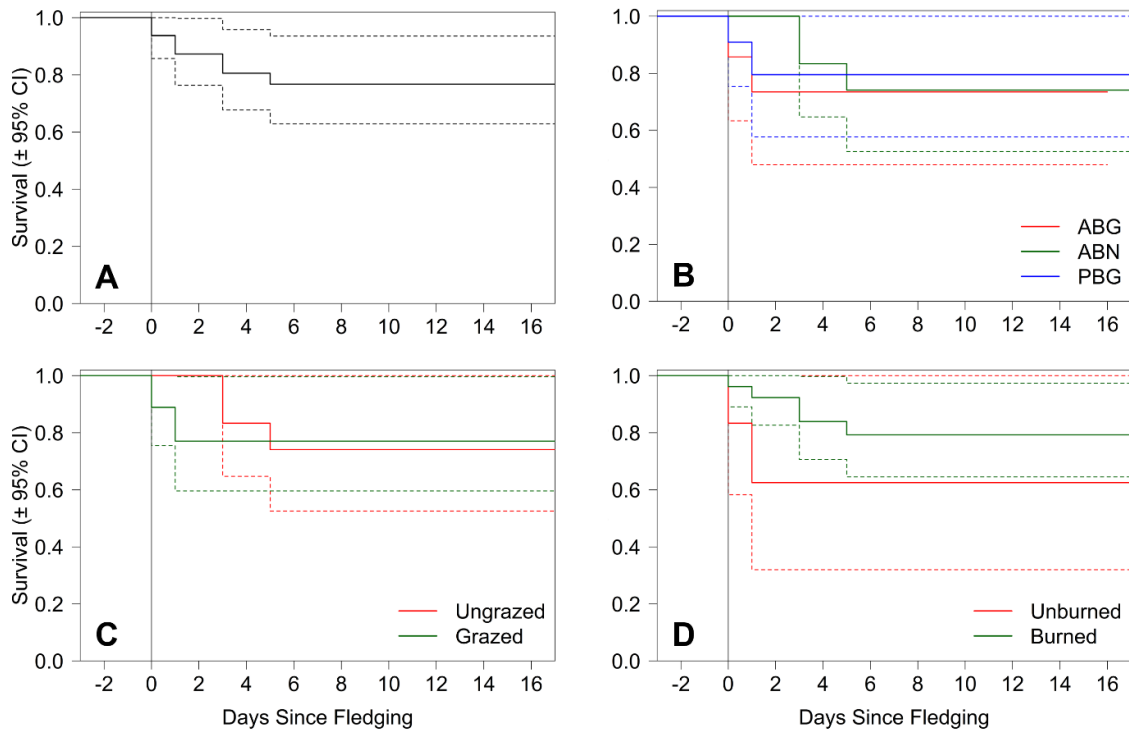 Survival (± 95% CI)
1.0
0.8
0.6
0.4
0.2
0.0
A
-2 0 2 4 6 8 10 12 14 16
1.0
0.8
0.6
0.4
0.2
0.0
ABG
ABN
PBG
B
-2 0 2 4 6 8 10 12 14 16
Survival (± 95% CI)
1.0
0.8
0.6
0.4
0.2
0.0
Ungrazed
Grazed
C
-2 0 2 4 6 8 10 12 14 16
Days Since Fledging
1.0
0.8
0.6
0.4
0.2
0.0
Unburned
Burned
D
-2 0 2 4 6 8 10 12 14 16
Days Since Fledging